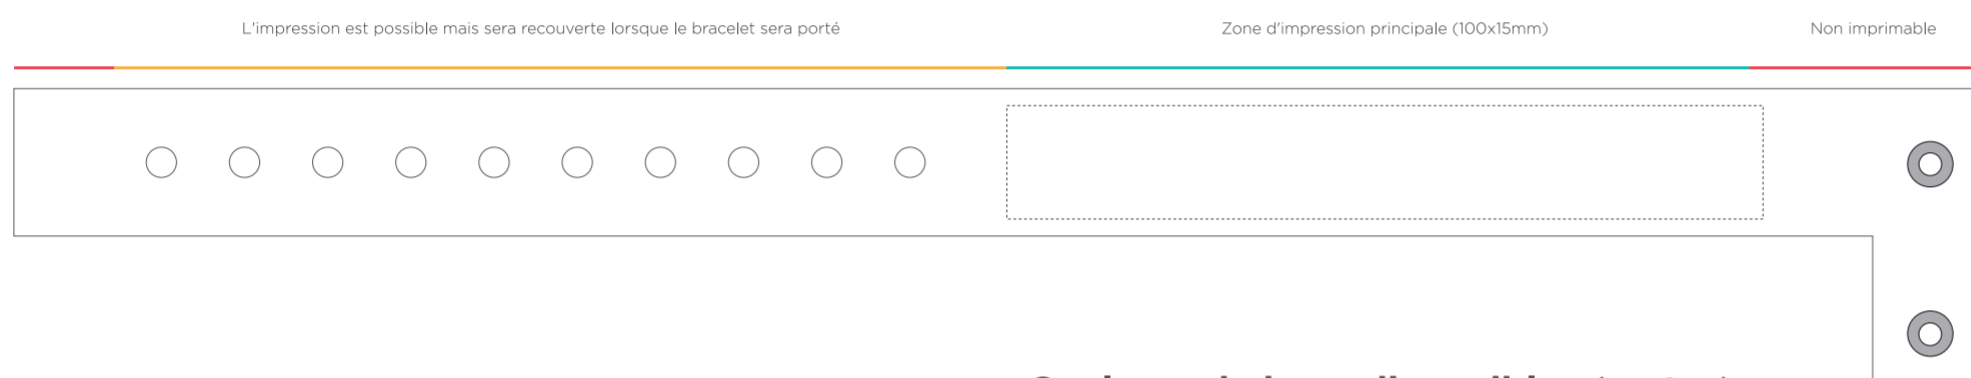 L'impression est possible mais sera recouverte lorsque le bracelet sera porté
Zone d'impression principale (100x15mm)
Non imprimable